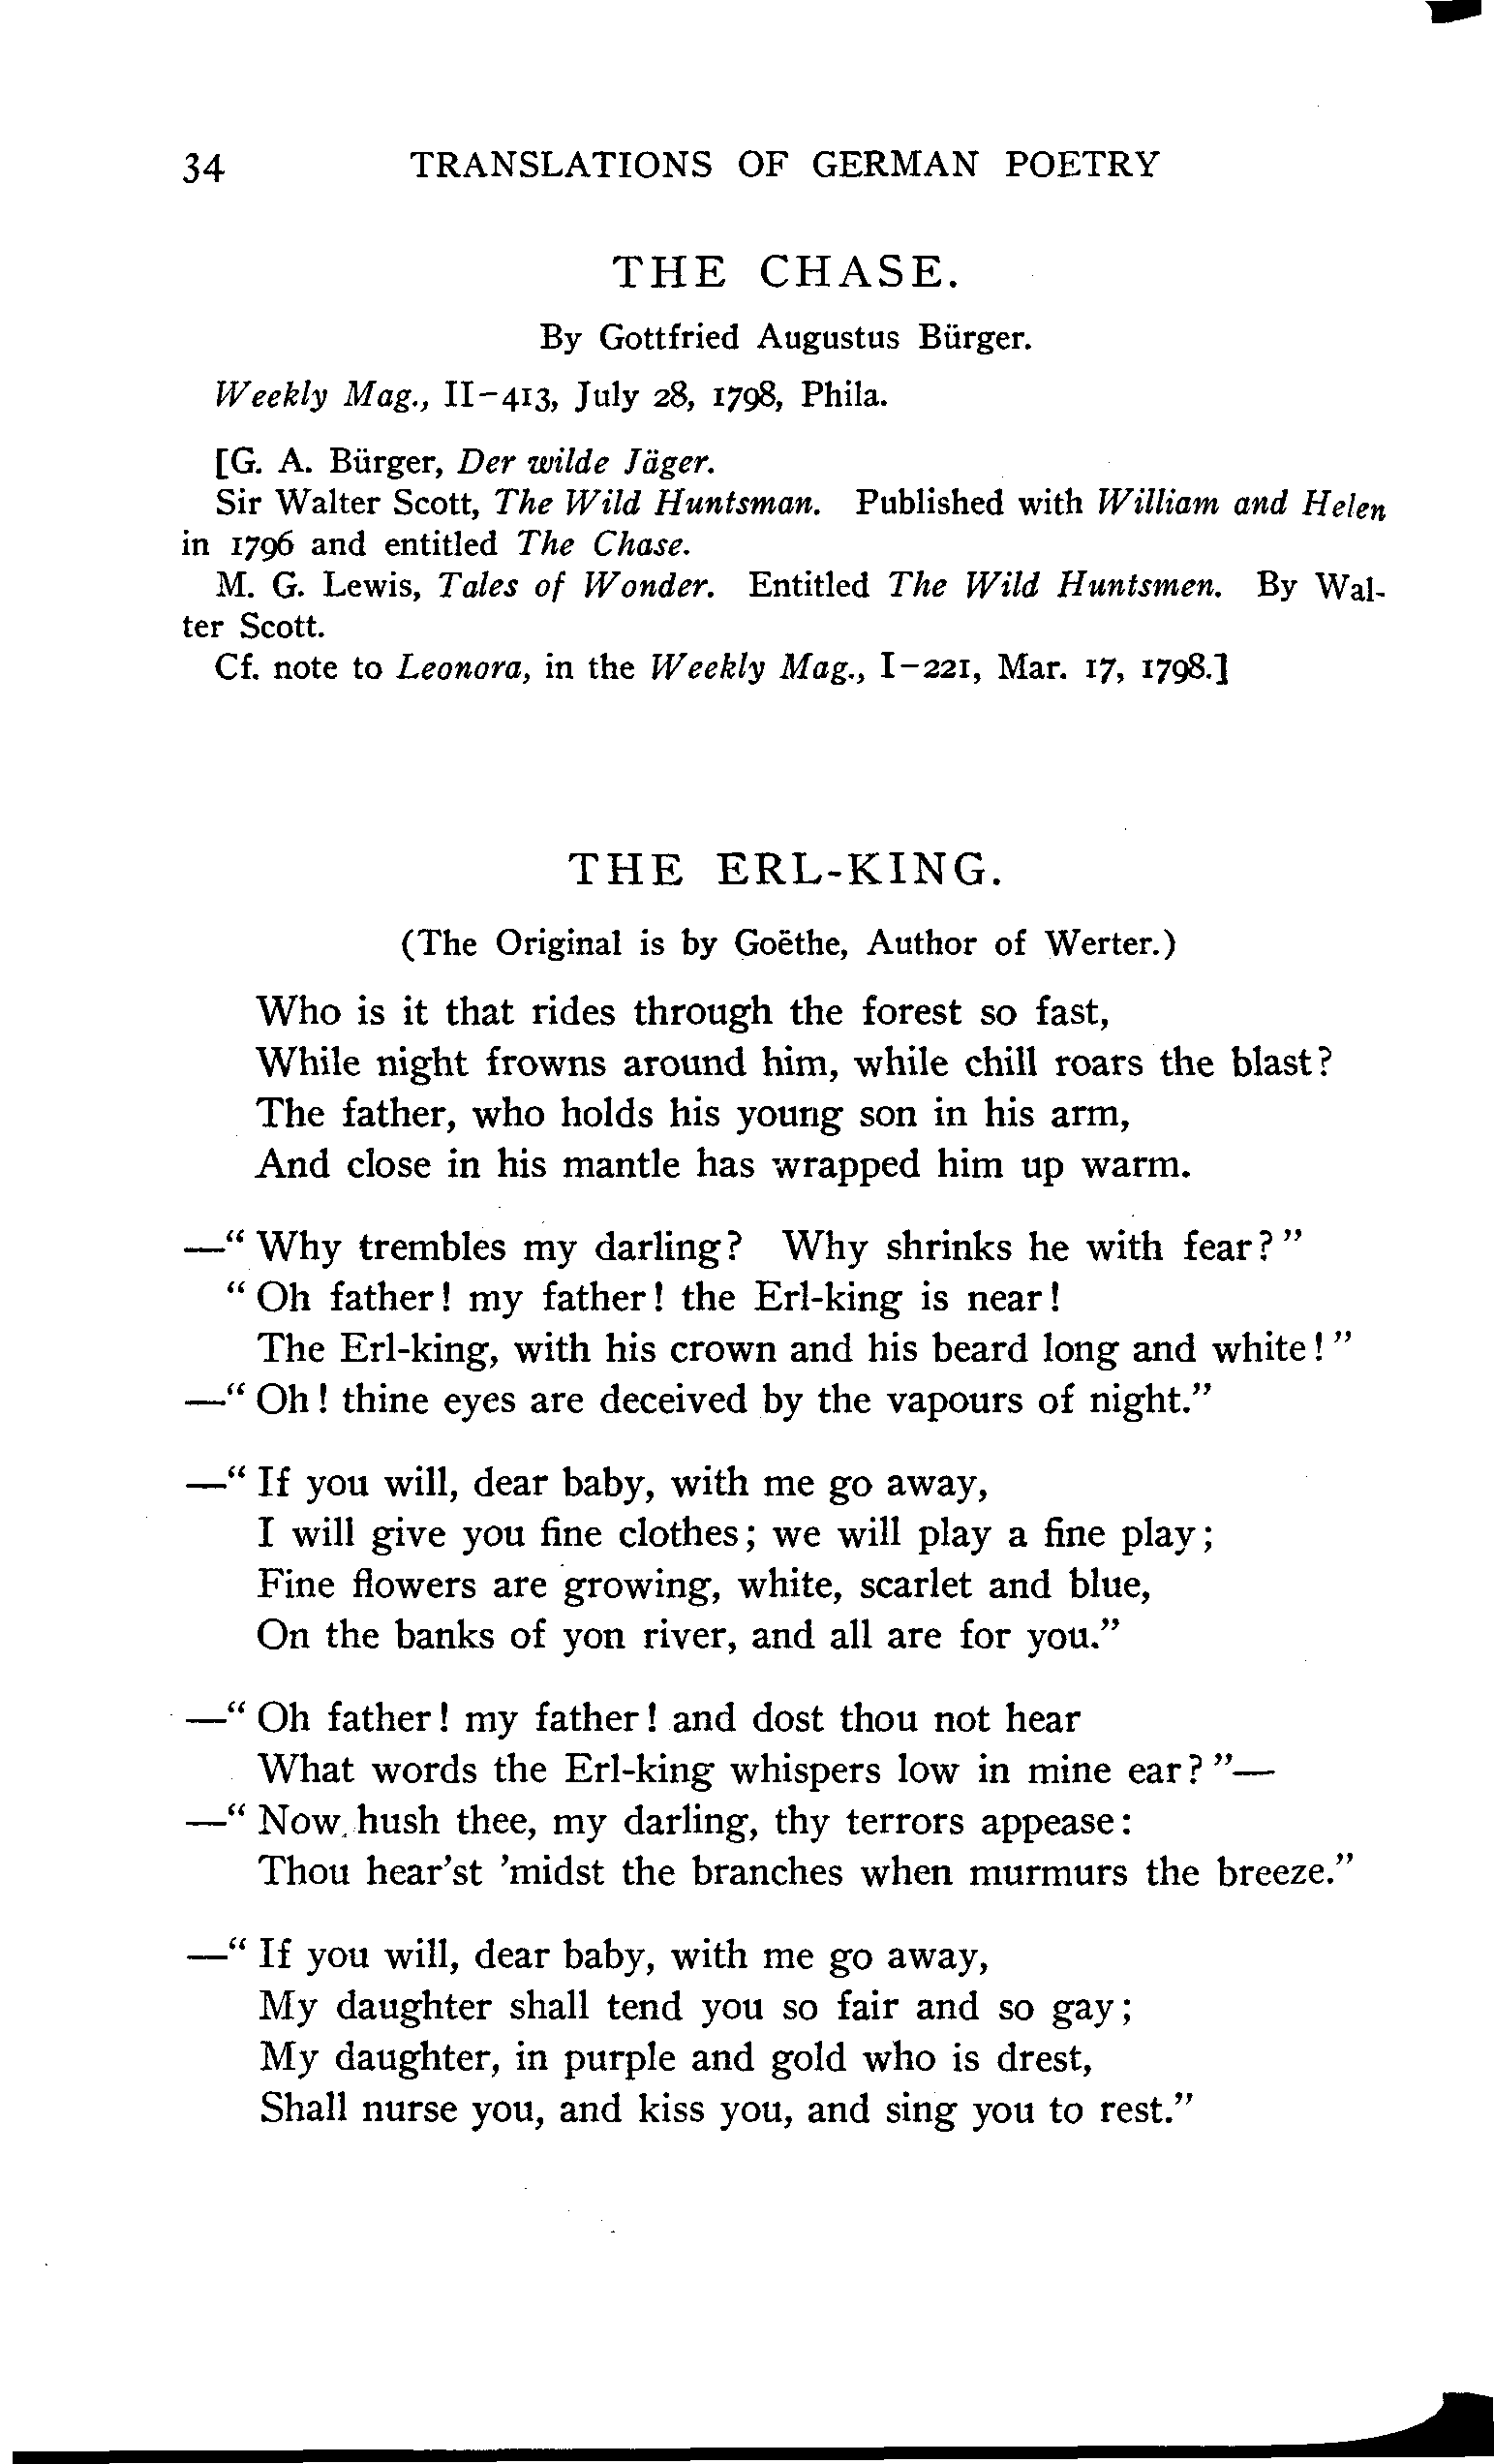 34 TRANSLATIONS OF GERMAN POETRY
THE CHASE.
By Gottfried Augustus Bürger.
Weekly Mag., II-413, July 28, 1798, Phila.
[G. A. Bürger, Der wilde Jäger.
Sir Walter Scott, The Wild Huntsman. Published with William and Helen
in 1796 and entitled The Chase.
M. G. Lewis, Tales of Wonder. Entitled The Wild Huntsmen. By Wal-
ter Scott.
Cf. note to Leonora, in the Weekly Mag., I-221, Mar. 17, 1798.]
THE ERL-KING.
(The Original is by Goëthe, Author of Werter.)
Who is it that rides through the forest so fast,
While night frowns around him, while chill roars the blast?
The father, who holds his young son in his arm,
And close in his mantle has wrapped him up warm.
—“Why trembles my darling? Why shrinks he with fear?”
“Oh father! my father! the Erl-king is near!
The Erl-king, with his crown and his beard long and white!”
—“Oh! thine eyes are deceived by the vapours of night.”
—“If you will, dear baby, with me go away,
I will give you fine clothes; we will play a fine play;
Fine flowers are growing, white, scarlet and blue,
On the banks of yon river, and all are for you.”
—“Oh father! my father! and dost thou not hear
What words the Erl-king whispers low in mine ear?”—
—“Now hush thee, my darling, thy terrors appease:
Thou hear'st 'midst the branches when murmurs the breeze.”
—“If you will, dear baby, with me go away,
My daughter shall tend you so fair and so gay;
My daughter, in purple and gold who is drest,
Shall nurse you, and kiss you, and sing you to rest.”